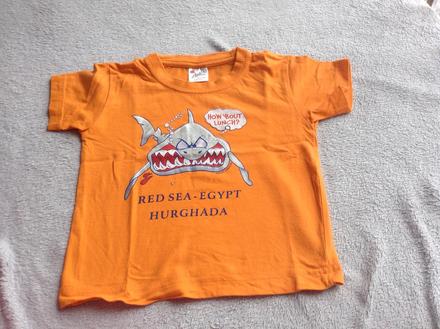 HOW 'BOUT
LUNCH?
RED SEA-EGYPT
HURGHADA